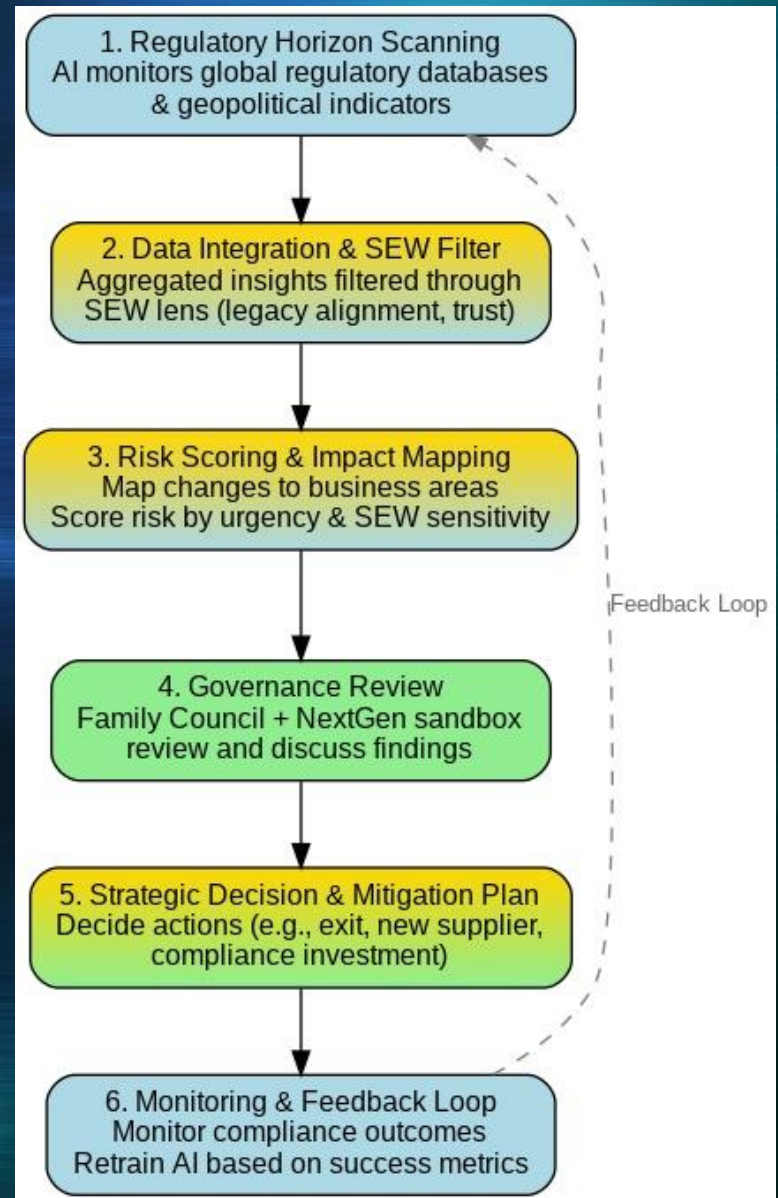 1. Regulatory Horizon Scanning
AI monitors global regulatory databases
& geopolitical indicators
2. Data Integration & SEW Filter
Aggregated insights filtered through
SEW lens (legacy alignment, trust)
3. Risk Scoring & Impact Mapping
Map changes to business areas
Score risk by urgency & SEW sensitivity
Feedback Loop
4. Governance Review
Family Council + NextGen sandbox
review and discuss findings
5. Strategic Decision & Mitigation Plan
Decide actions (e.g., exit, new supplier,
compliance investment)
6. Monitoring & Feedback Loop
Monitor compliance outcomes
Retrain AI based on success metrics